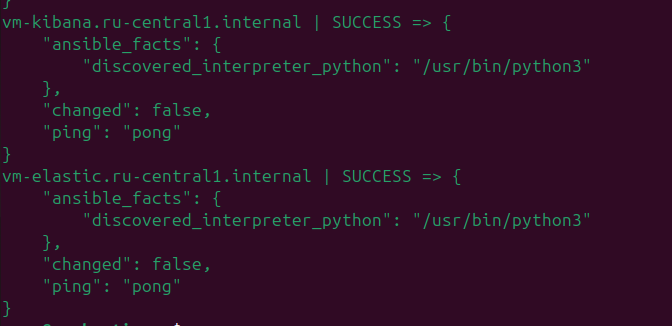 }
vm-kibana.ru-central1.internal | SUCCESS => {
    "ansible_facts": {
        "discovered_interpreter_python": "/usr/bin/python3"
    },
    "changed": false,
    "ping": "pong"
}
vm-elastic.ru-central1.internal | SUCCESS => {
    "ansible_facts": {
        "discovered_interpreter_python": "/usr/bin/python3"
    },
    "changed": false,
    "ping": "pong"
}